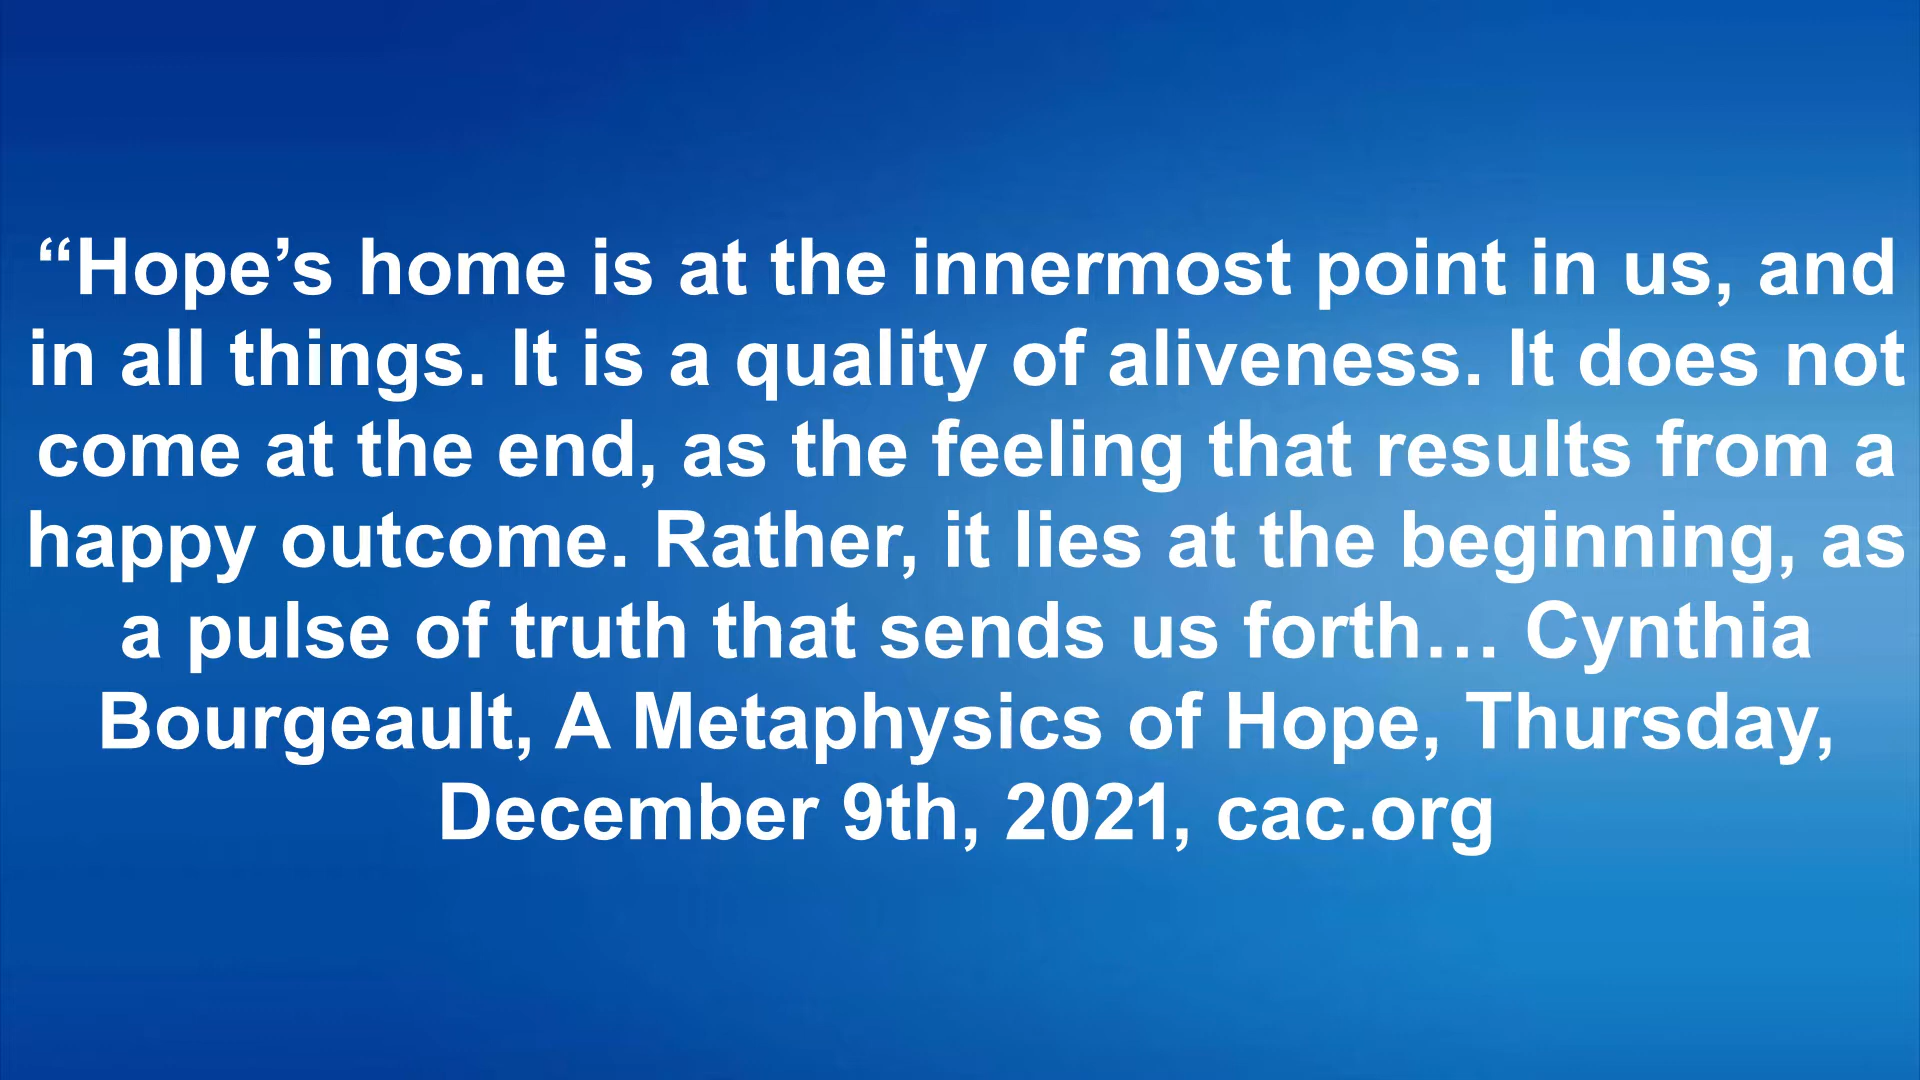 “Hope’s home is at the innermost point in us, and
in all things. It is a quality of aliveness. It does not
come at the end, as the feeling that results from a
happy outcome. Rather, it lies at the beginning, as
a pulse of truth that sends us forth… Cynthia
Bourgeault, A Metaphysics of Hope, Thursday,
December 9th, 2021, cac.org